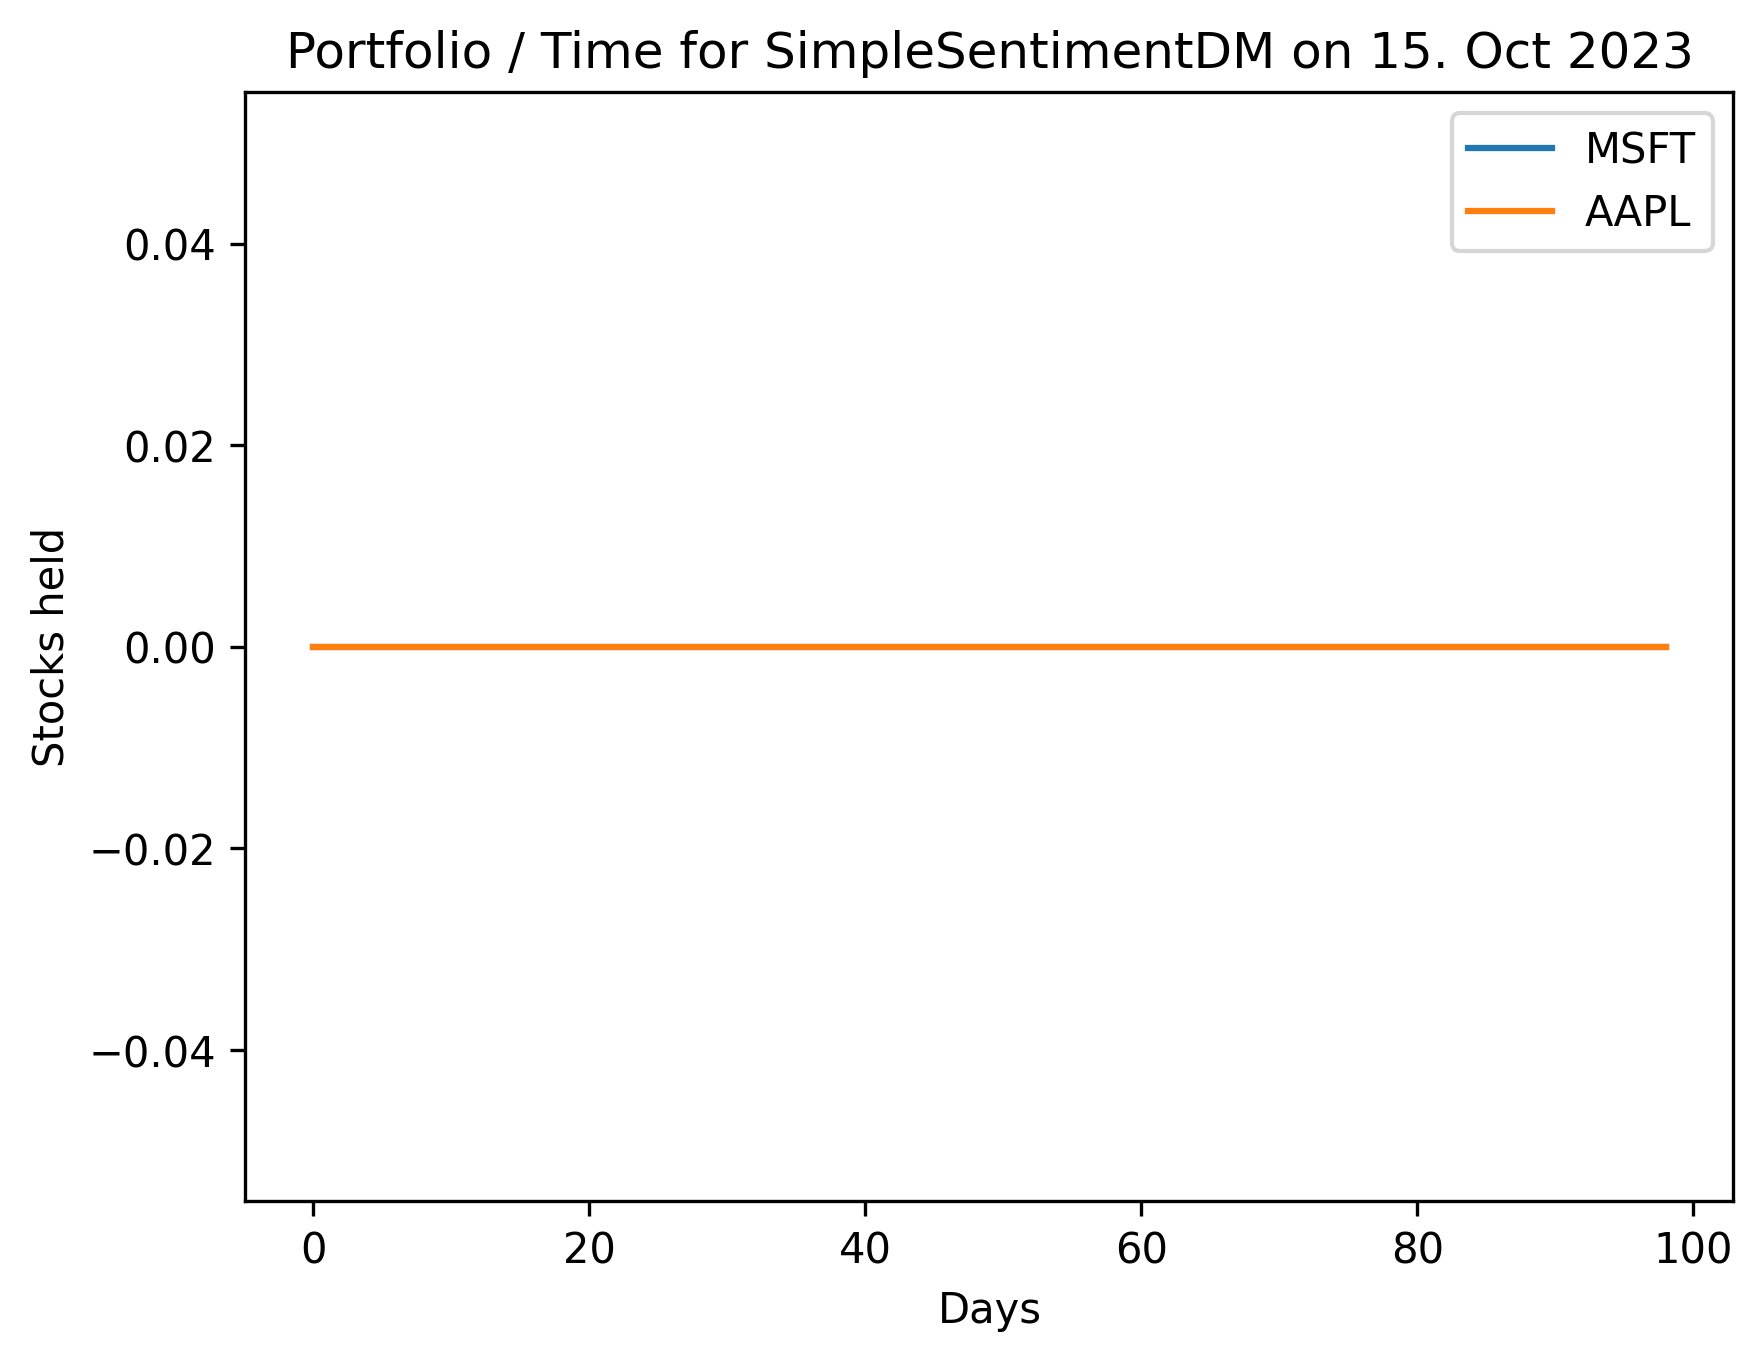 Portfolio / Time for SimpleSentimentDM on 15. Oct 2023
MSFT
AAPL
0.04
0.02
0.00
−0.02
−0.04
Stocks held
0 20 40 60 80 100
Days